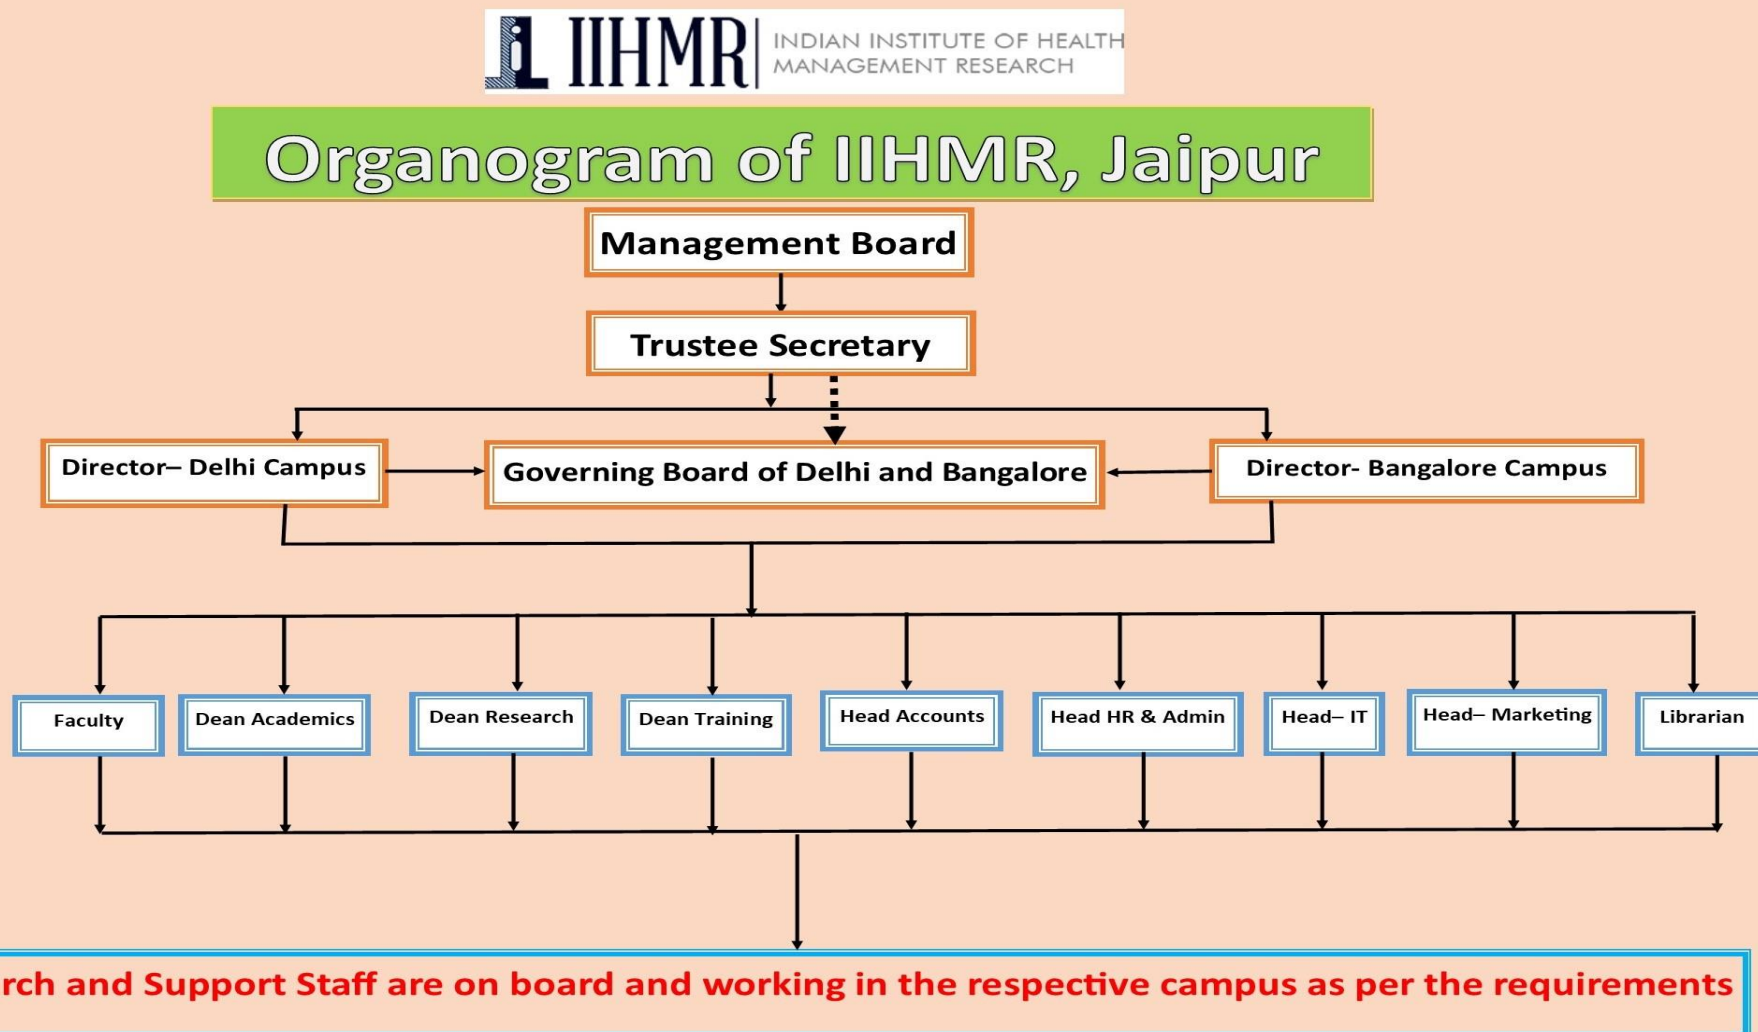 IIHMR
INDIAN INSTITUTE OF HEALTH
MANAGEMENT RESEARCH
Organogram of IIHMR, Jaipur
Management Board
Trustee Secretary
Director– Delhi Campus
Governing Board of Delhi and Bangalore
Director- Bangalore Campus
Faculty
Dean Academics
Dean Research
Dean Training
Head Accounts
Head HR & Admin
Head– IT
Head– Marketing
Librarian
rch and Support Staff are on board and working in the respective campus as per the requirements